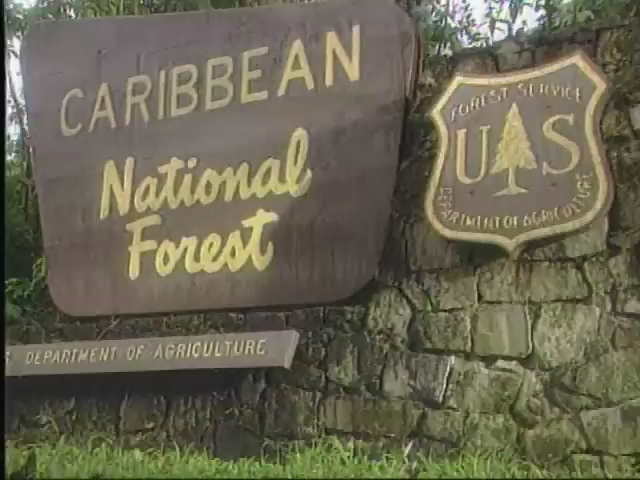 CARIBBEAN
National
Forest
FOREST SERVICE
U S
DEPARTMENT OF AGRICULTURE
S. DEPARTMENT OF AGRICULTURE